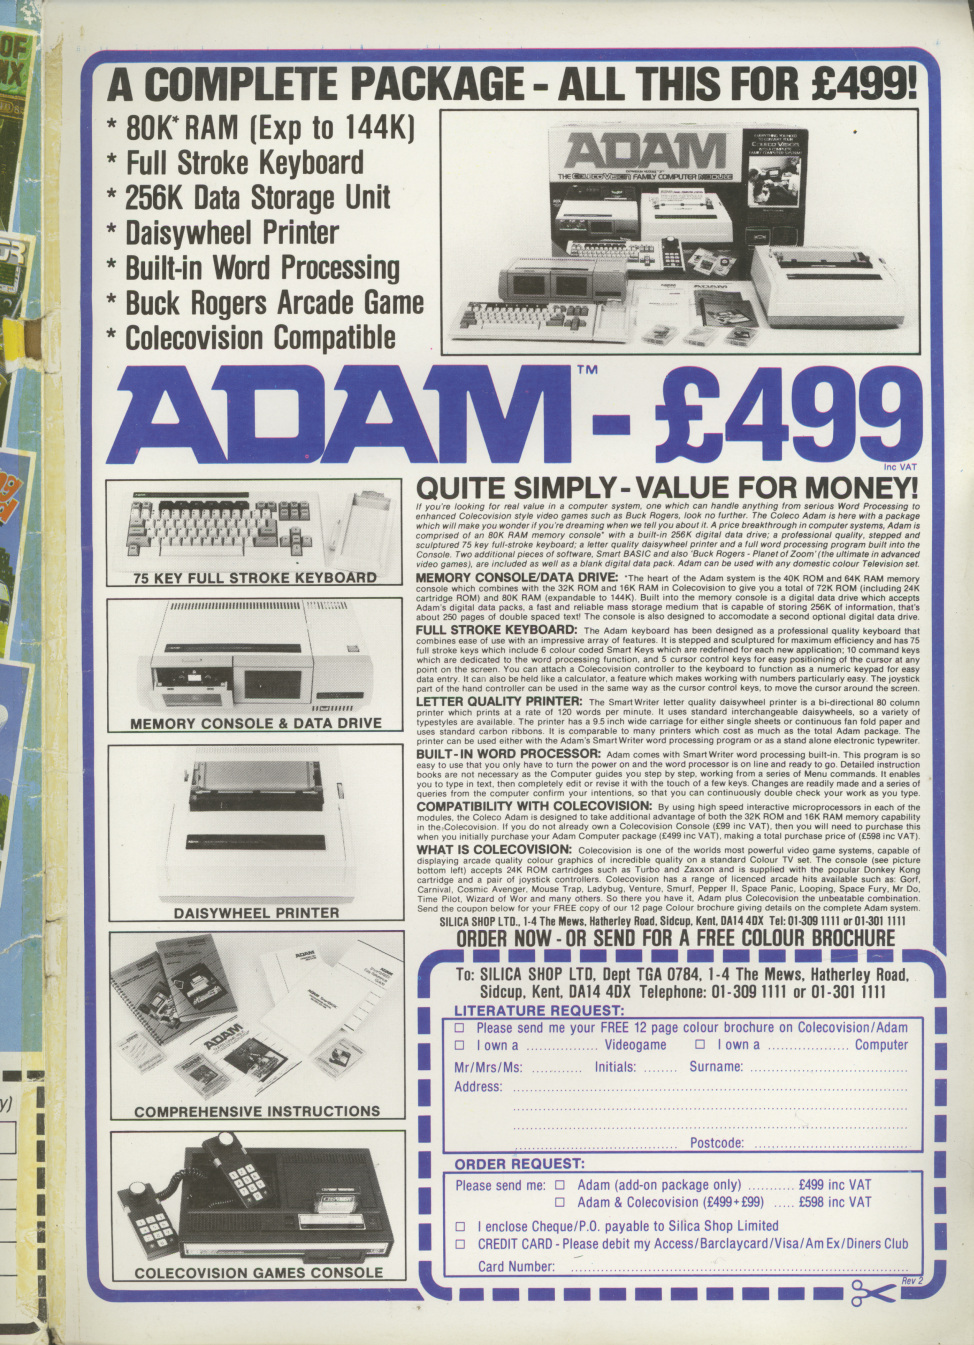 A COMPLETE PACKAGE - ALL THIS FOR £499!
* 80K* RAM (Exp to 144K)
* Full Stroke Keyboard
* 256K Data Storage Unit
* Daisywheel Printer
* Built-in Word Processing
* Buck Rogers Arcade Game
* Colecovision Compatible
ADAM
THE COLECOVISION FAMILY COMPUTER MODULE
ADAM™ - £499
Inc VAT
75 KEY FULL STROKE KEYBOARD
MEMORY CONSOLE & DATA DRIVE
DAISYWHEEL PRINTER
ADAM
COMPREHENSIVE INSTRUCTIONS
COLECOVISION GAMES CONSOLE
QUITE SIMPLY - VALUE FOR MONEY!
If you're looking for real value in a computer system, one which can handle anything from serious Word Processing to
enhanced Colecovision style video games such as Buck Rogers, look no further. The Coleco Adam is here with a package
which will make you wonder if you're dreaming when we tell you about it. A price breakthrough in computer systems, Adam is
comprised of an 80K RAM memory console* with a built-in 256K digital data drive; a professional quality, stepped and
sculptured 75 key full-stroke keyboard; a letter quality daisywheel printer and a full word processing program built into the
Console. Two additional pieces of software, Smart BASIC and also 'Buck Rogers - Planet of Zoom' (the ultimate in advanced
video games), are included as well as a blank digital data pack. Adam can be used with any domestic colour Television set.
MEMORY CONSOLE/DATA DRIVE: *The heart of the Adam system is the 40K ROM and 64K RAM memory
console which combines with the 32K ROM and 16K RAM in Colecovision to give you a total of 72K ROM (including 24K
cartridge ROM) and 80K RAM (expandable to 144K). Built into the memory console is a digital data drive which accepts
Adam's digital data packs, a fast and reliable mass storage medium that is capable of storing 256K of information, that's
about 250 pages of double spaced text! The console is also designed to accomodate a second optional digital data drive.
FULL STROKE KEYBOARD: The Adam keyboard has been designed as a professional quality keyboard that
combines ease of use with an impressive array of features. It is stepped and sculptured for maximum efficiency and has 75
full stroke keys which include 6 colour coded Smart Keys which are redefined for each new application; 10 command keys
which are dedicated to the word processing function, and 5 cursor control keys for easy positioning of the cursor at any
point on the screen. You can attach a Colecovision controller to the keyboard to function as a numeric keypad for easy
data entry. It can also be held like a calculator, a feature which makes working with numbers particularly easy. The joystick
part of the hand controller can be used in the same way as the cursor control keys, to move the cursor around the screen.
LETTER QUALITY PRINTER: The SmartWriter letter quality daisywheel printer is a bi-directional 80 column
printer which prints at a rate of 120 words per minute. It uses standard interchangeable daisywheels, so a variety of
typestyles are available. The printer has a 9.5 inch wide carriage for either single sheets or continuous fan fold paper and
uses standard carbon ribbons. It is comparable to many printers which cost as much as the total Adam package. The
printer can be used either with the Adam's SmartWriter word processing program or as a stand alone electronic typewriter.
BUILT-IN WORD PROCESSOR: Adam comes with SmartWriter word processing built-in. This program is so
easy to use that you only have to turn the power on and the word processor is on line and ready to go. Detailed instruction
books are not necessary as the Computer guides you step by step, working from a series of Menu commands. It enables
you to type in text, then completely edit or revise it with the touch of a few keys. Changes are readily made and a series of
queries from the computer confirm your intentions, so that you can continuously double check your work as you type.
COMPATIBILITY WITH COLECOVISION: By using high speed interactive microprocessors in each of the
modules, the Coleco Adam is designed to take additional advantage of both the 32K ROM and 16K RAM memory capability
in the Colecovision. If you do not already own a Colecovision Console (£99 inc VAT), then you will need to purchase this
when you initially purchase your Adam Computer package (£499 inc VAT), making a total purchase price of (£598 inc VAT).
WHAT IS COLECOVISION: Colecovision is one of the worlds most powerful video game systems, capable of
displaying arcade quality colour graphics of incredible quality on a standard Colour TV set. The console (see picture
bottom left) accepts 24K ROM cartridges such as Turbo and Zaxxon and is supplied with the popular Donkey Kong
cartridge and a pair of joystick controllers. Colecovision has a range of licenced arcade hits available such as: Gorf,
Carnival, Cosmic Avenger, Mouse Trap, Ladybug, Venture, Smurf, Pepper II, Space Panic, Looping, Space Fury, Mr Do,
Time Pilot, Wizard of Wor and many others. So there you have it, Adam plus Colecovision the unbeatable combination.
Send the coupon below for your FREE copy of our 12 page Colour brochure giving details on the complete Adam system.
SILICA SHOP LTD., 1-4 The Mews, Hatherley Road, Sidcup, Kent, DA14 4DX Tel: 01-309 1111 or 01-301 1111
ORDER NOW - OR SEND FOR A FREE COLOUR BROCHURE
To: SILICA SHOP LTD, Dept TGA 0784, 1-4 The Mews, Hatherley Road,
Sidcup, Kent, DA14 4DX Telephone: 01-309 1111 or 01-301 1111
LITERATURE REQUEST:
Please send me your FREE 12 page colour brochure on Colecovision/Adam
I own a ................ Videogame I own a .................. Computer
Mr/Mrs/Ms: ............ Initials: ........ Surname: ....................................
Address: ....................................
Postcode: ....................................
ORDER REQUEST:
Please send me: Adam (add-on package only) .......... £499 inc VAT
Adam & Colecovision (£499+£99) ..... £598 inc VAT
I enclose Cheque/P.O. payable to Silica Shop Limited
CREDIT CARD - Please debit my Access/Barclaycard/Visa/Am Ex/Diners Club
Card Number: ....................................
Rev 2